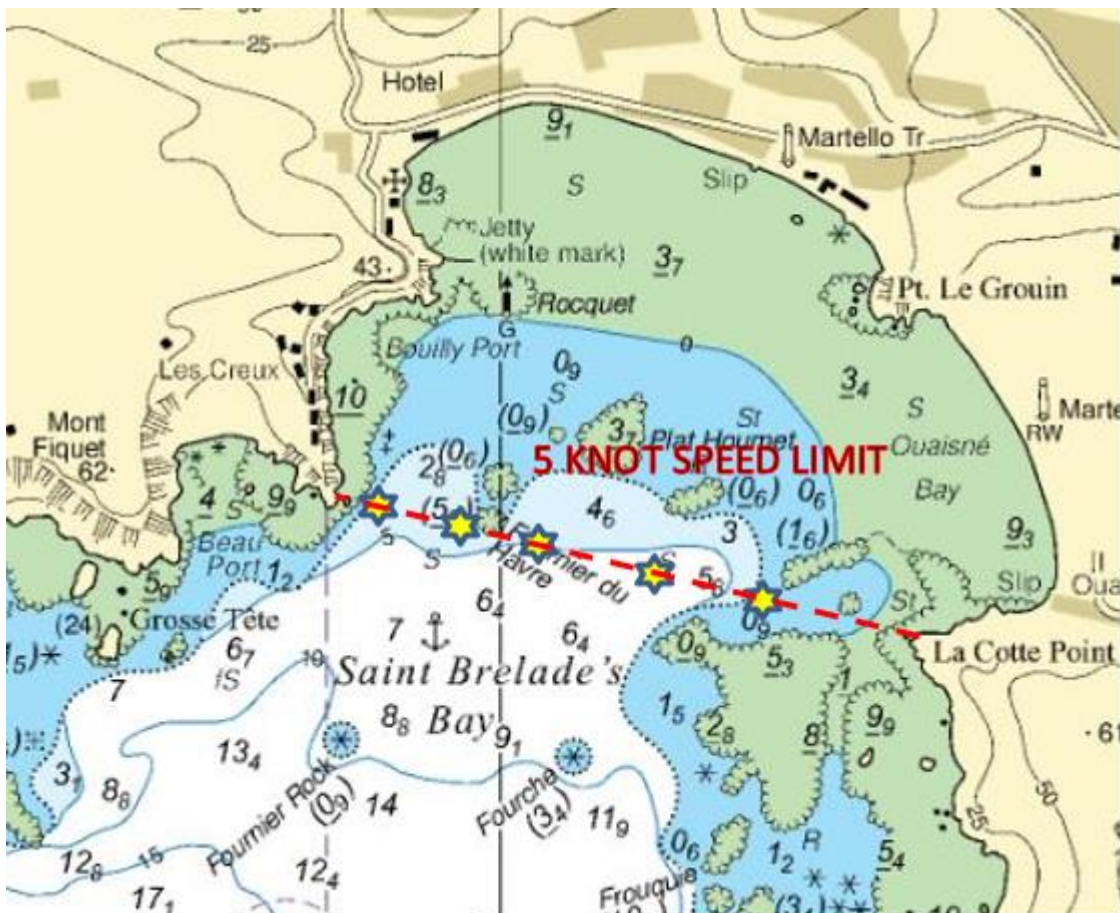 25
Hotel
9₁
Martello Tr
8₃
S
Slip
Jetty
(white mark)
3₇
43
Pt. Le Grouin
Rocquet
G
Bouilly Port
0
0₉
Les Creux
S
3₄
10
(0₉)
St
S
Marte
RW
Mont
Fiquet
3₇
Plat Hournet
Ouaisné
(0₆)
2₈
5 KNOT SPEED LIMIT
62
Bay
4
9₉
S
(0₆)
0₆
4₆
3
(1₆)
9₃
5
S
S
Beau
Port
1₂
Havre
du
5₆
Slip
5₉
St
(24)
Grosse Tête
6₄
0₉
7
6₄
0₉
5₃
La Cotte Point
6₇
S
10
Saint Brelade's
Bay
7
1
8₈
1₅
2₈
9₉
8
9₁
13₄
3₁
8₈
Fournier Rock
(0₉)
14
Fourche
(3₄)
11₉
50
25
0₆
R
1₂
5₄
12₈
15
12₄
Frouquie
17₁